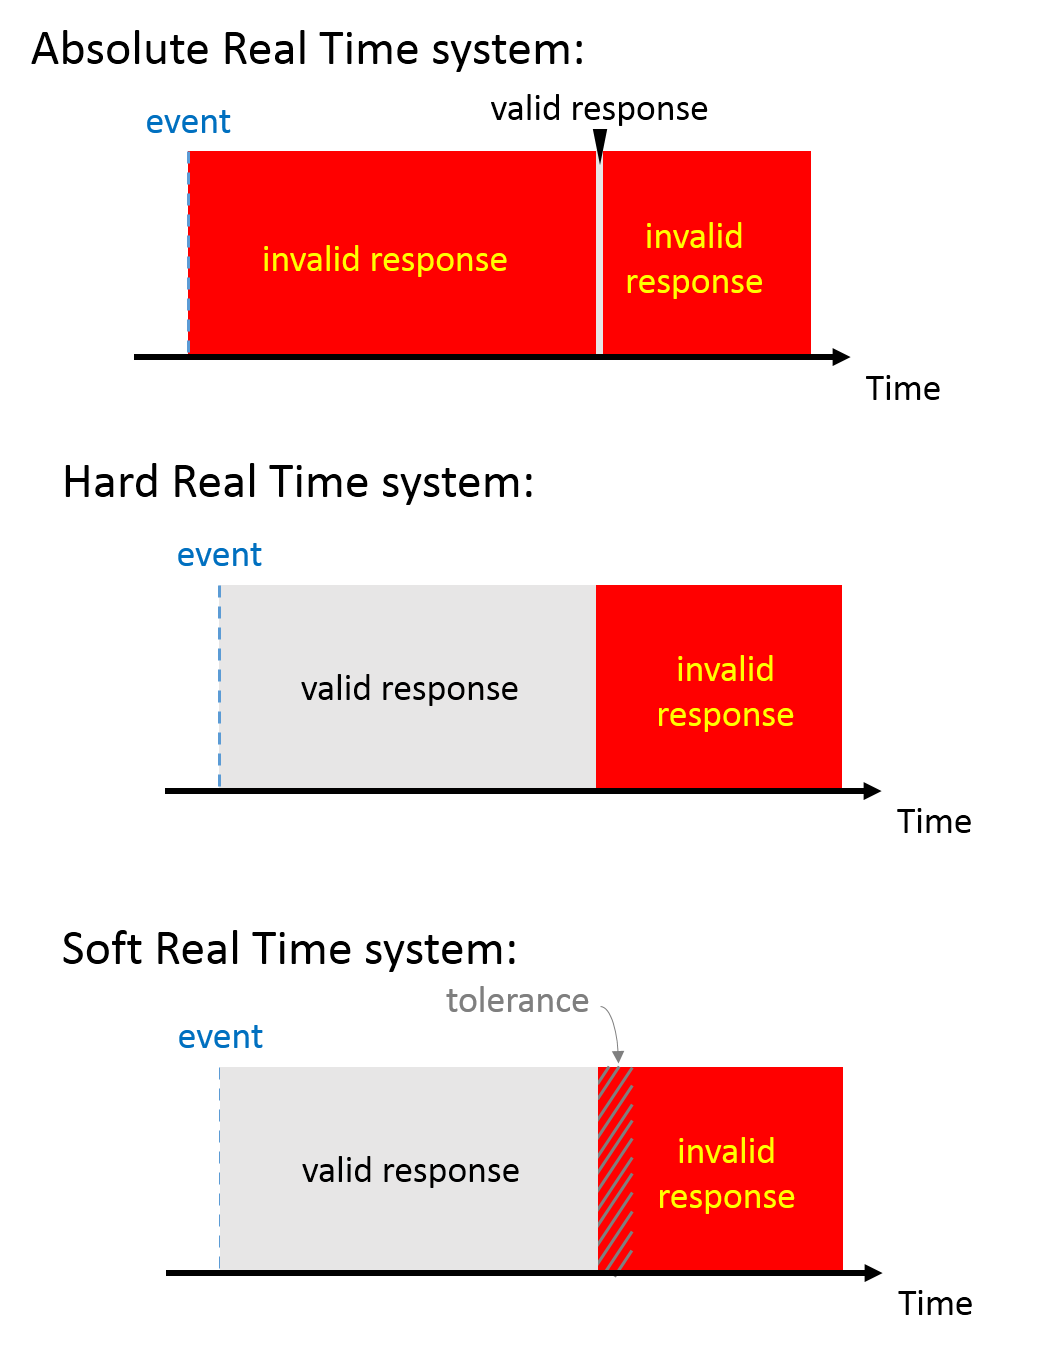 Absolute Real Time system:
valid response
event
invalid response
invalid
response
Time
Hard Real Time system:
event
valid response
invalid
response
Time
Soft Real Time system:
tolerance
event
valid response
invalid
response
Time